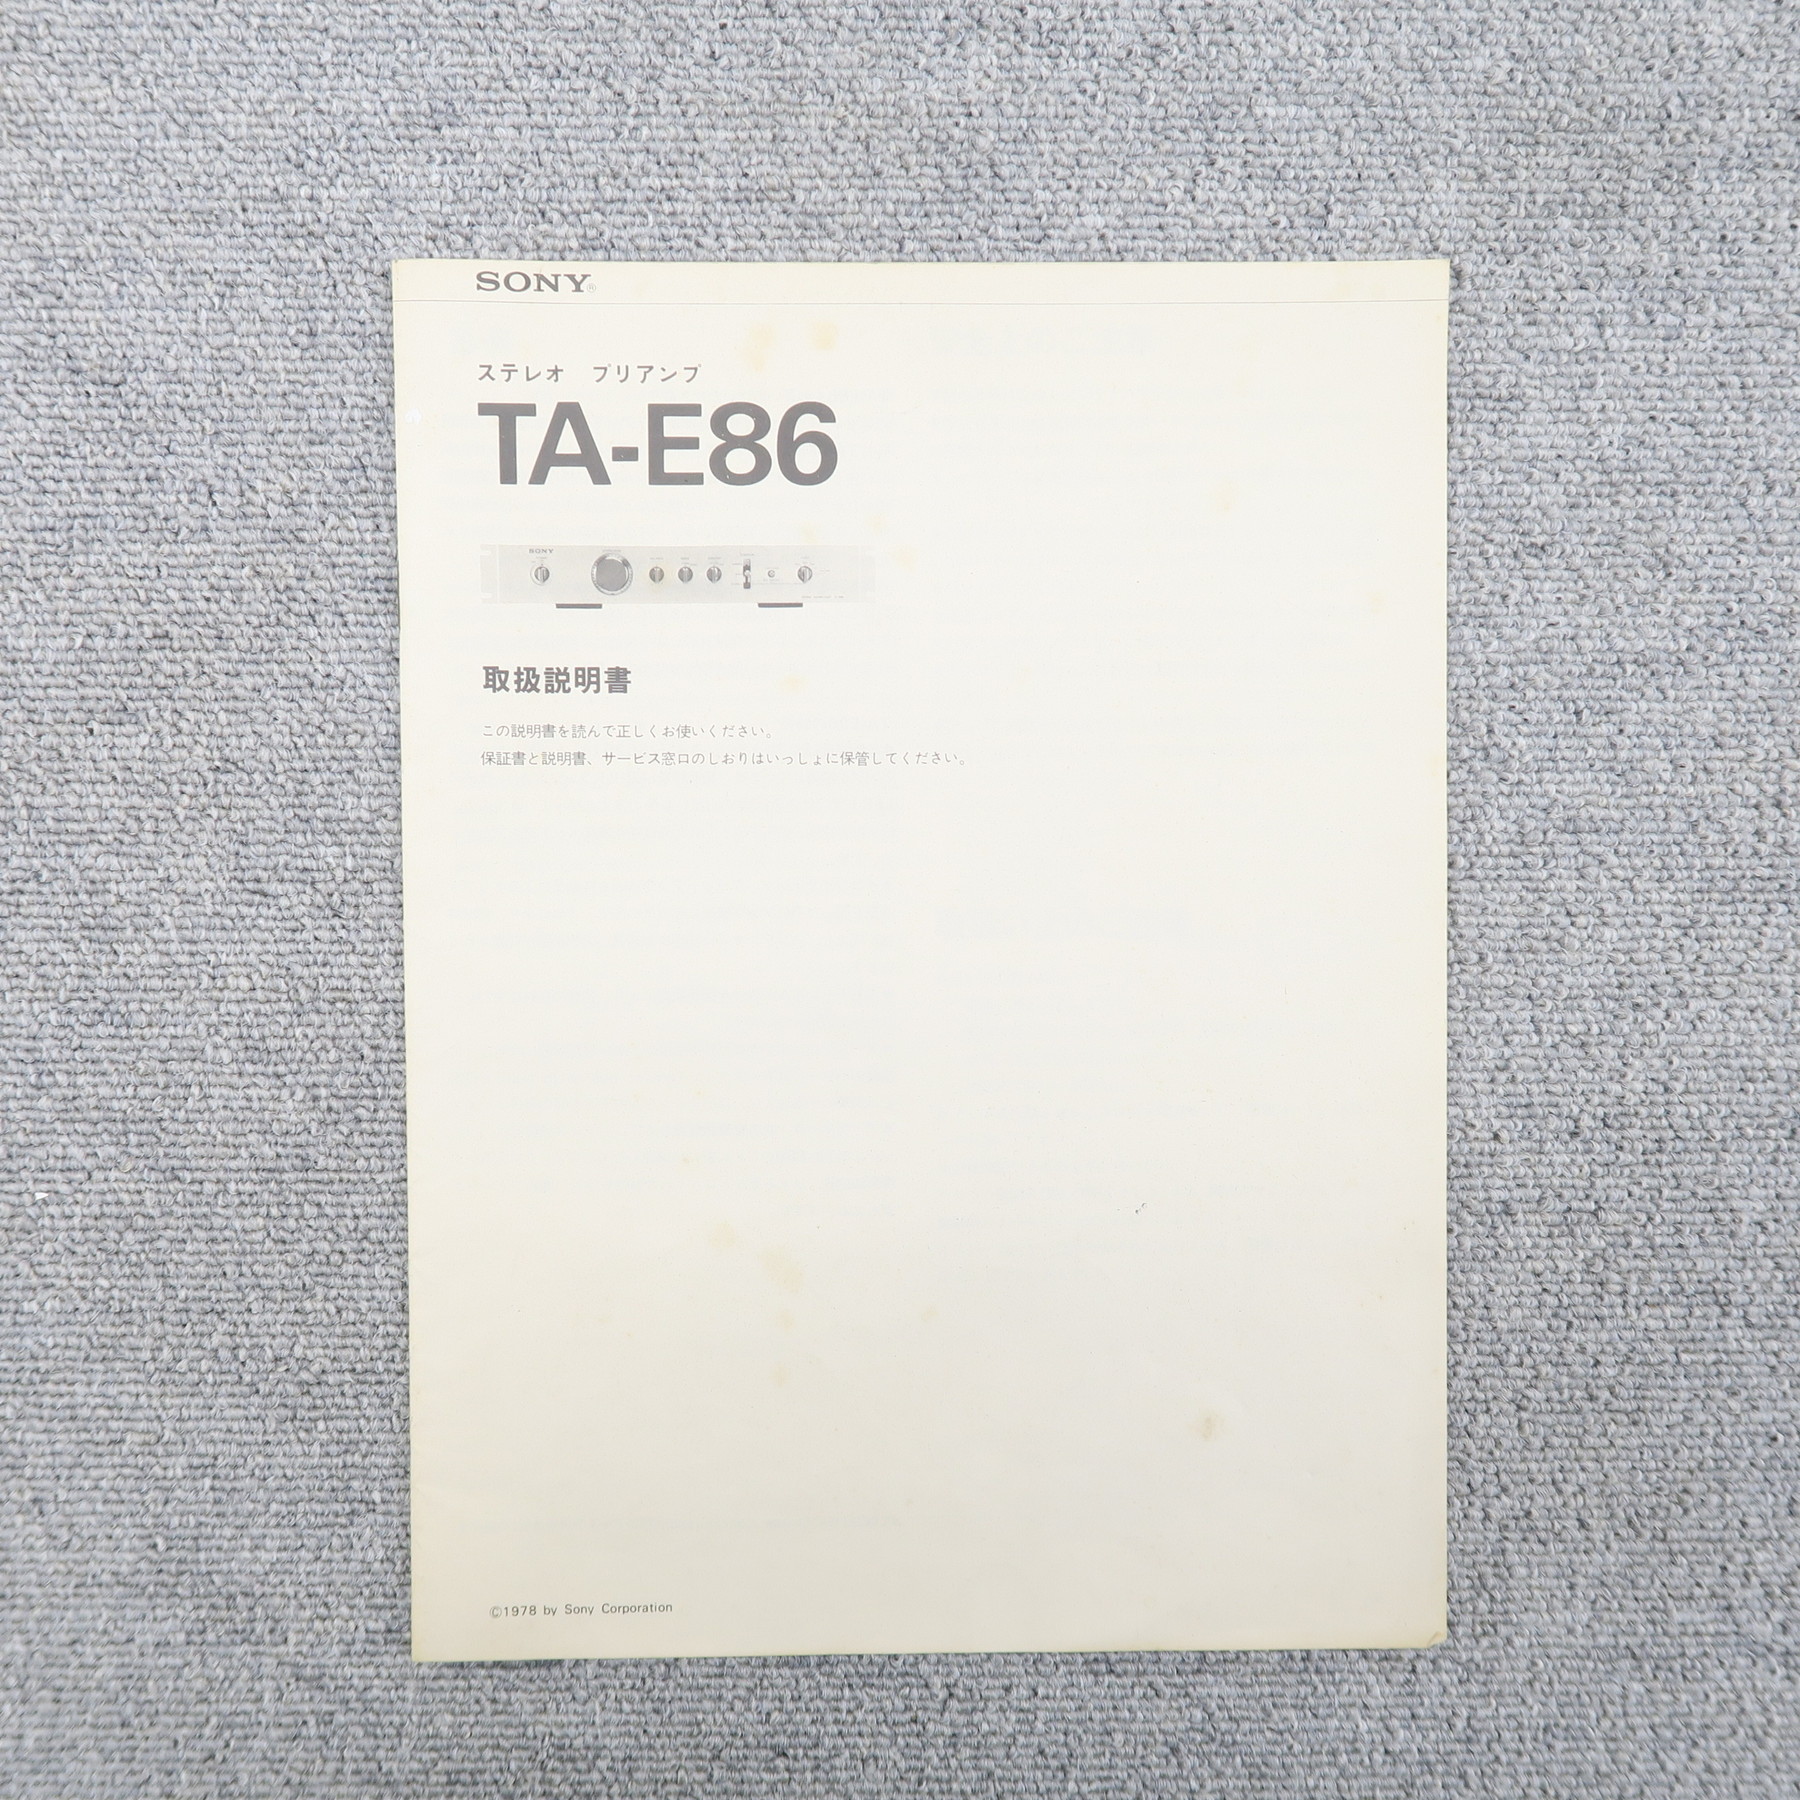 SONY®
ステレオ プリアンプ
TA-E86
SONY
取扱説明書
この説明書を読んで正しくお使いください。
保証書と説明書、サービス窓口のしおりはいっしょに保管してください。
©1978 by Sony Corporation